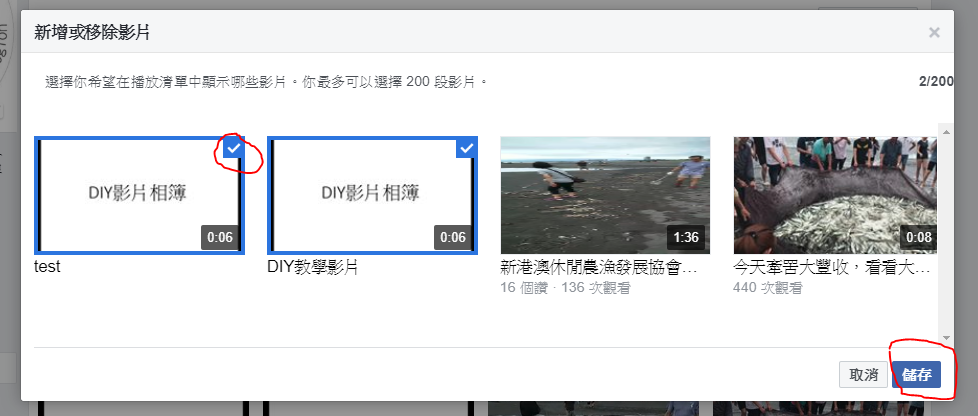 新增或移除影片
選擇你希望在播放清單中顯示哪些影片。你最多可以選擇 200 段影片。
2/200
DIY影片相簿
0:06
DIY影片相簿
0:06
1:36
0:08
test
DIY教學影片
新港澳休閒農漁發展協會…
今天牽罟大豐收，看看大…
16 個讚 · 136 次觀看
440 次觀看
取消
儲存